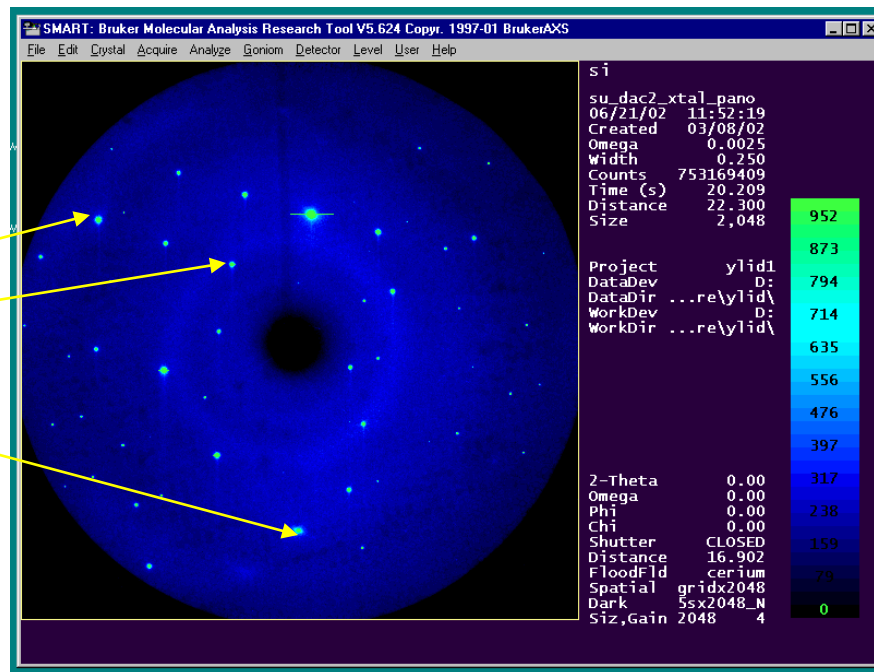 SMART: Bruker Molecular Analysis Research Tool V5.624 Copyr. 1997-01 BrukerAXS
File Edit Crystal Acquire Analyze Goniom Detector Level User Help
si
su_dac2_xtal_pano
06/21/02 11:52:19
Created 03/08/02
Omega 0.0025
Width 0.250
Counts 753169409
Time (s) 20.209
Distance 22.300
Size 2,048
Project ylid1
DataDev D:
DataDir ...re\ylid\
WorkDev D:
WorkDir ...re\ylid\
2-Theta 0.00
Omega 0.00
Phi 0.00
Chi 0.00
Shutter CLOSED
Distance 16.902
FloodFld cerium
Spatial gridx2048
Dark 5sx2048_N
Siz,Gain 2048 4
952
873
794
714
635
556
476
397
317
238
159
79
0